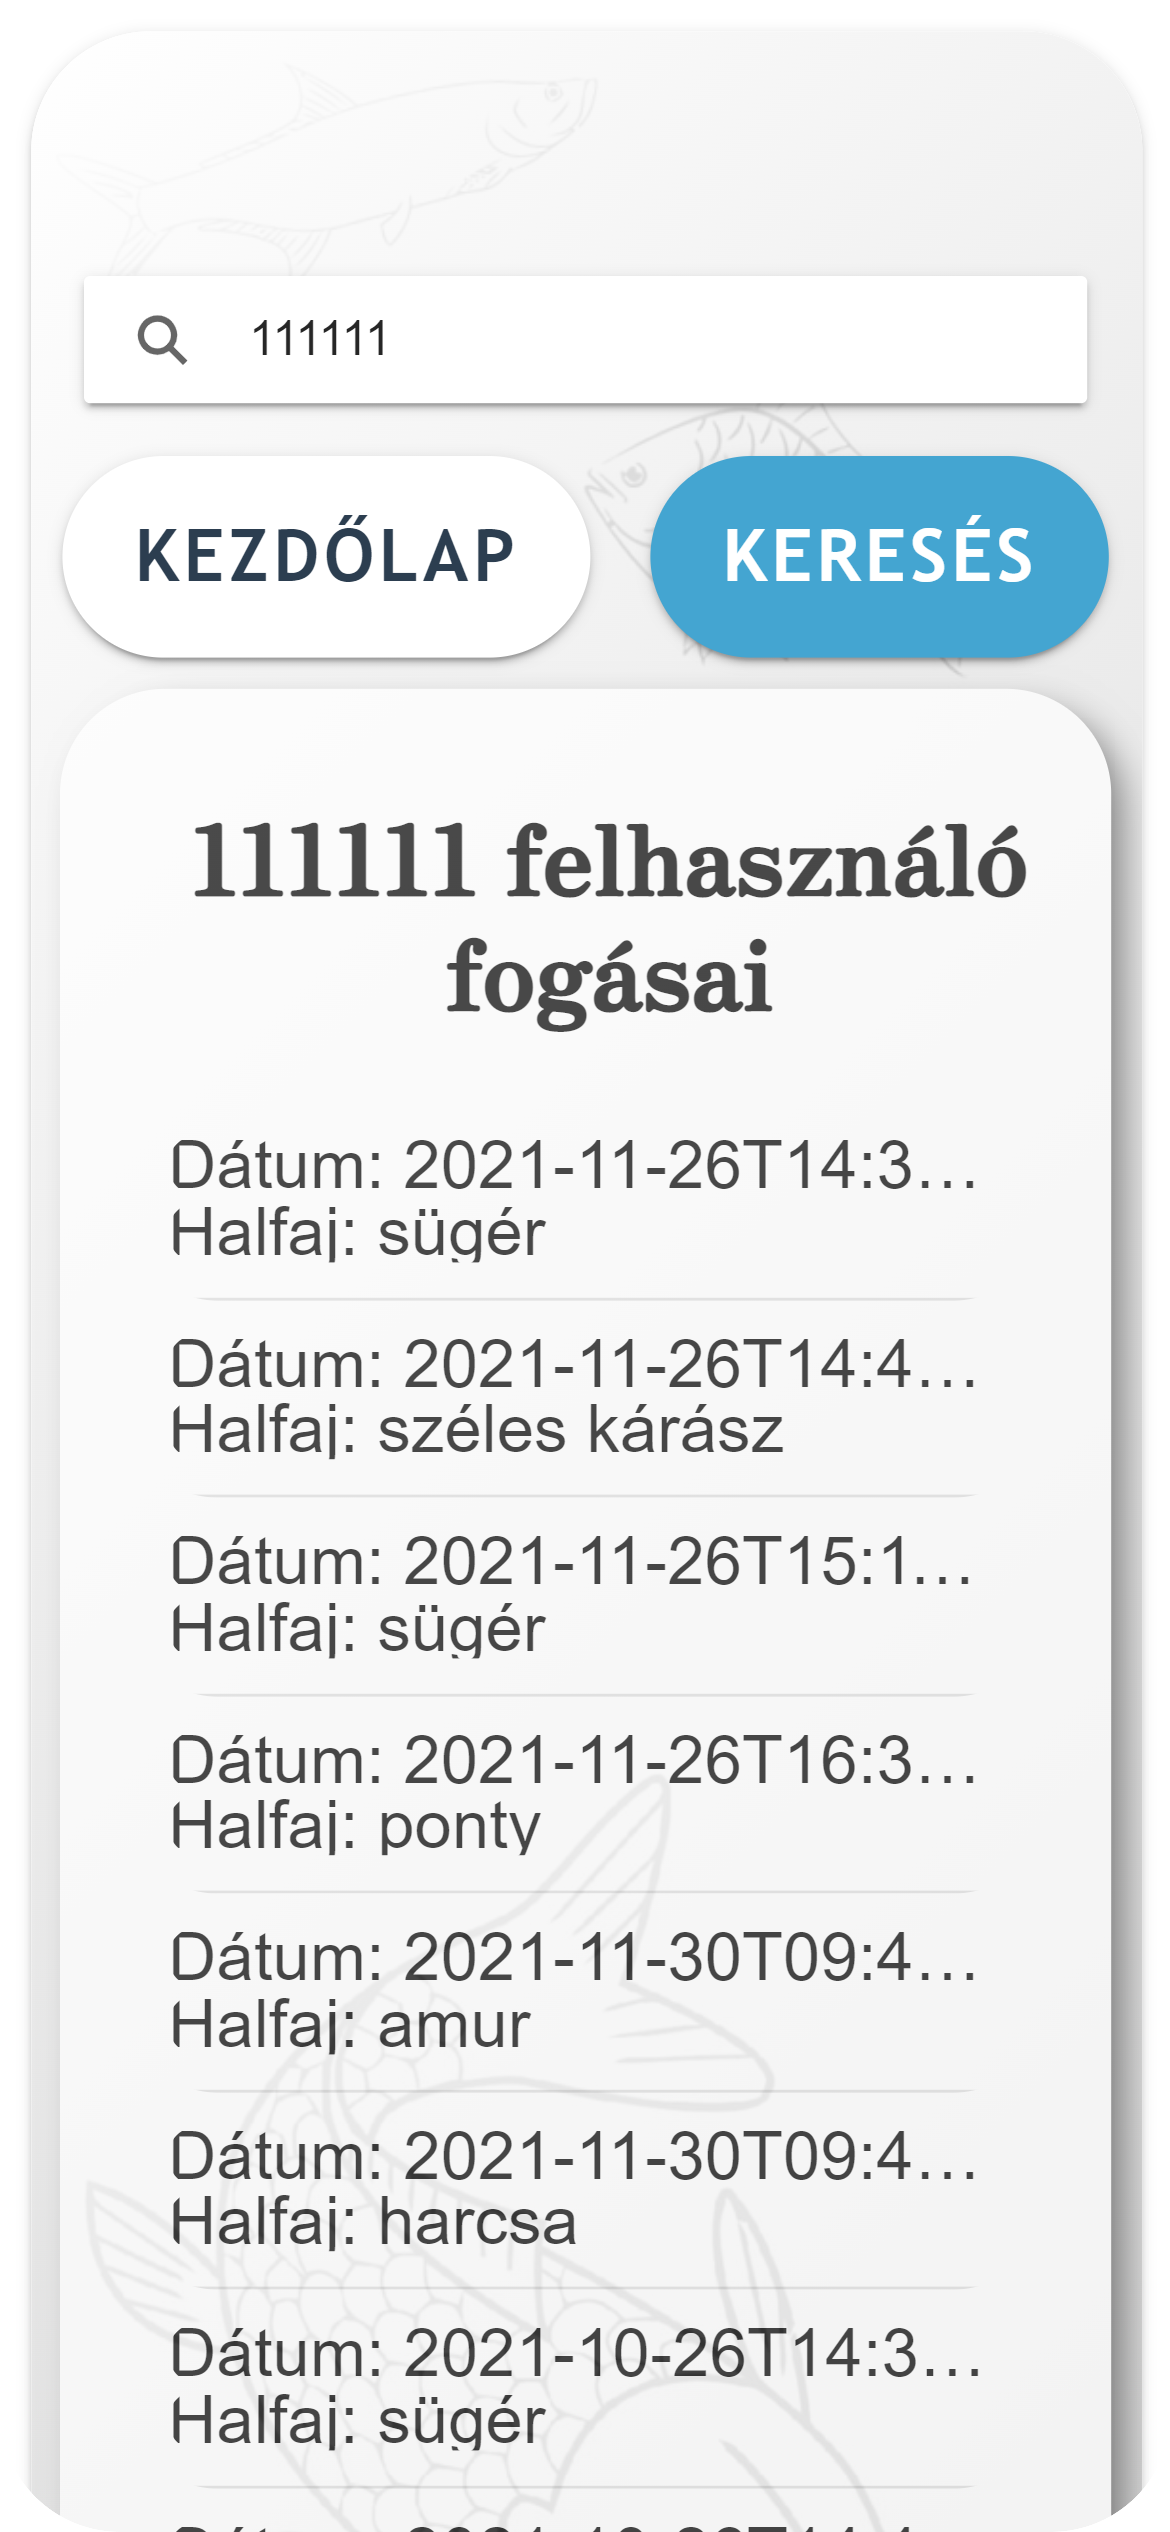 111111
KEZDŐLAP
KERESÉS
111111 felhasználó
fogásai
Dátum: 2021-11-26T14:3...
Halfaj: sügér
Dátum: 2021-11-26T14:4...
Halfaj: széles kárász
Dátum: 2021-11-26T15:1...
Halfaj: sügér
Dátum: 2021-11-26T16:3...
Halfaj: ponty
Dátum: 2021-11-30T09:4...
Halfaj: amur
Dátum: 2021-11-30T09:4...
Halfaj: harcsa
Dátum: 2021-10-26T14:3...
Halfaj: sügér